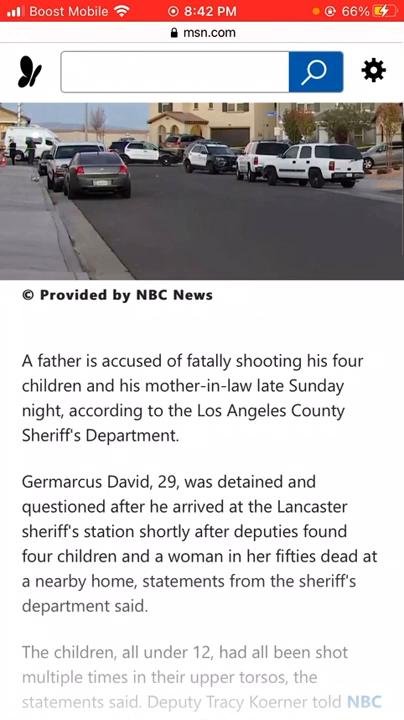 Boost Mobile 8:42 PM 66%
msn.com
© Provided by NBC News
A father is accused of fatally shooting his four
children and his mother-in-law late Sunday
night, according to the Los Angeles County
Sheriff's Department.
Germarcus David, 29, was detained and
questioned after he arrived at the Lancaster
sheriff's station shortly after deputies found
four children and a woman in her fifties dead at
a nearby home, statements from the sheriff's
department said.
The children, all under 12, had all been shot
multiple times in their upper torsos, the
statements said. Deputy Tracy Koerner told NBC